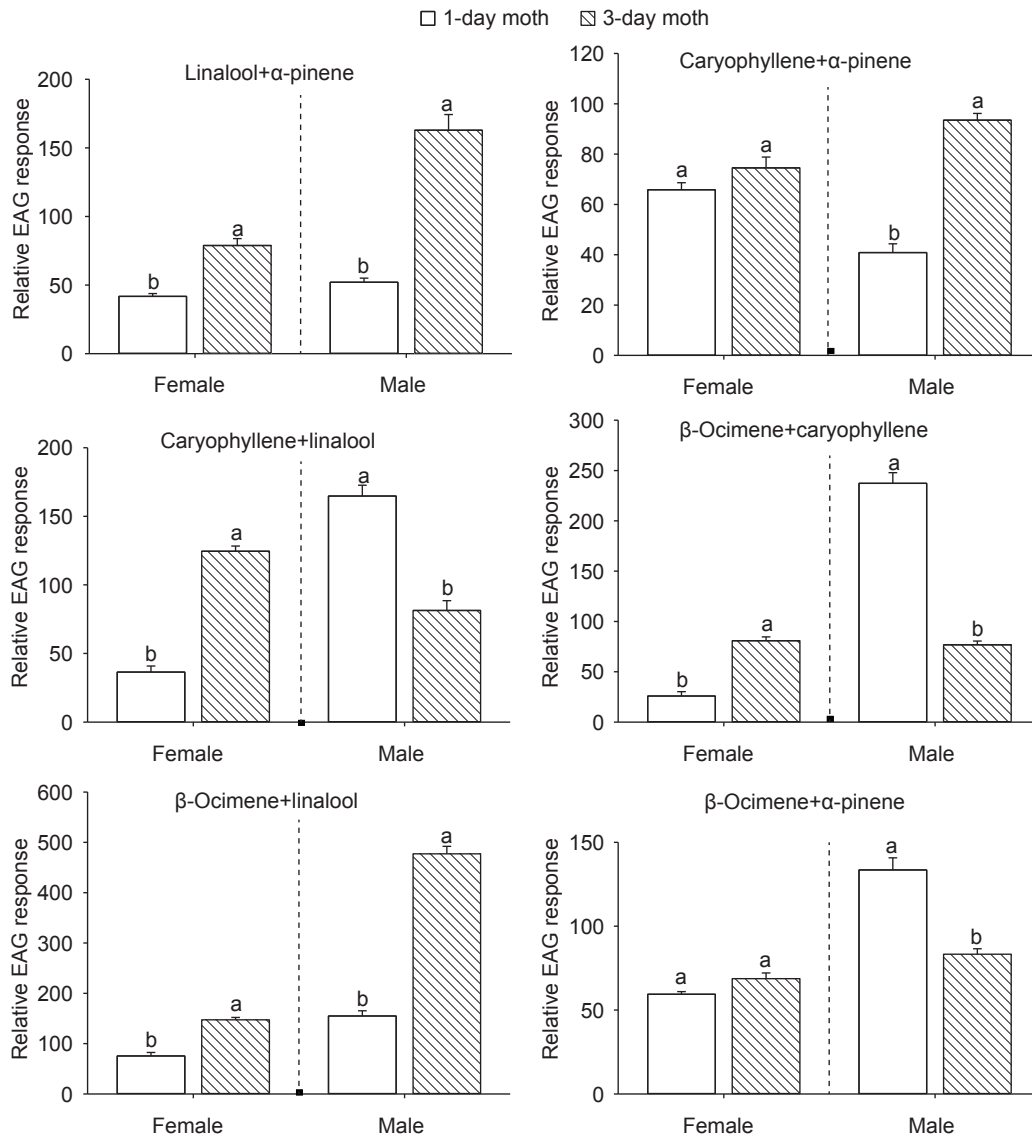 1-day moth 3-day moth
Linalool+α-pinene
Relative EAG response
200
150
100
50
0
b
a
b
a
Female
Male
Caryophyllene+α-pinene
Relative EAG response
120
100
80
60
40
20
0
a
a
b
a
Female
Male
Caryophyllene+linalool
Relative EAG response
200
150
100
50
0
b
a
a
b
Female
Male
β-Ocimene+caryophyllene
Relative EAG response
300
250
200
150
100
50
0
b
a
a
b
Female
Male
β-Ocimene+linalool
Relative EAG response
600
500
400
300
200
100
0
b
a
b
a
Female
Male
β-Ocimene+α-pinene
Relative EAG response
150
100
50
0
a
a
a
b
Female
Male